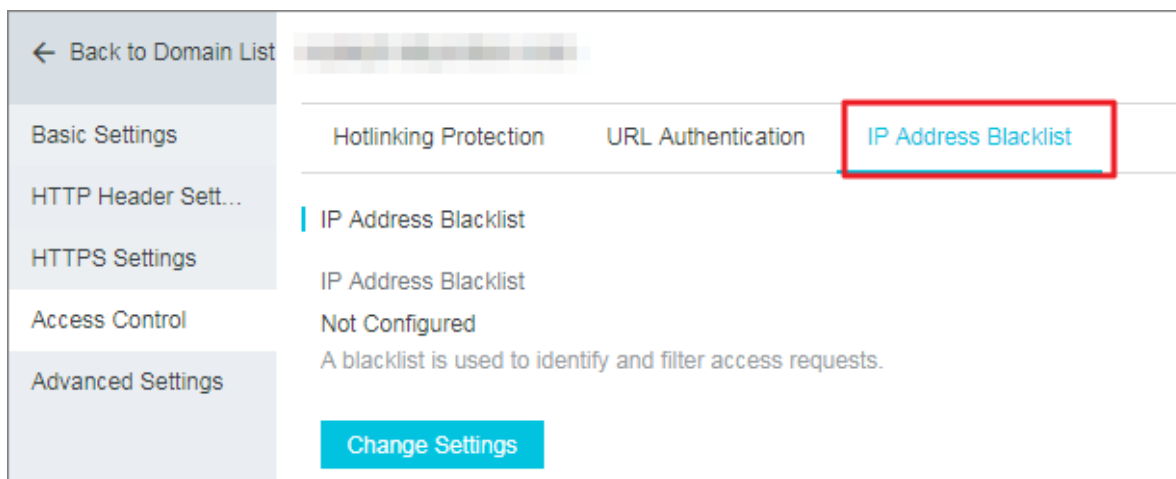 Back to Domain List
Basic Settings
HTTP Header Sett...
HTTPS Settings
Access Control
Advanced Settings
Hotlinking Protection URL Authentication IP Address Blacklist
IP Address Blacklist
IP Address Blacklist
Not Configured
A blacklist is used to identify and filter access requests.
Change Settings